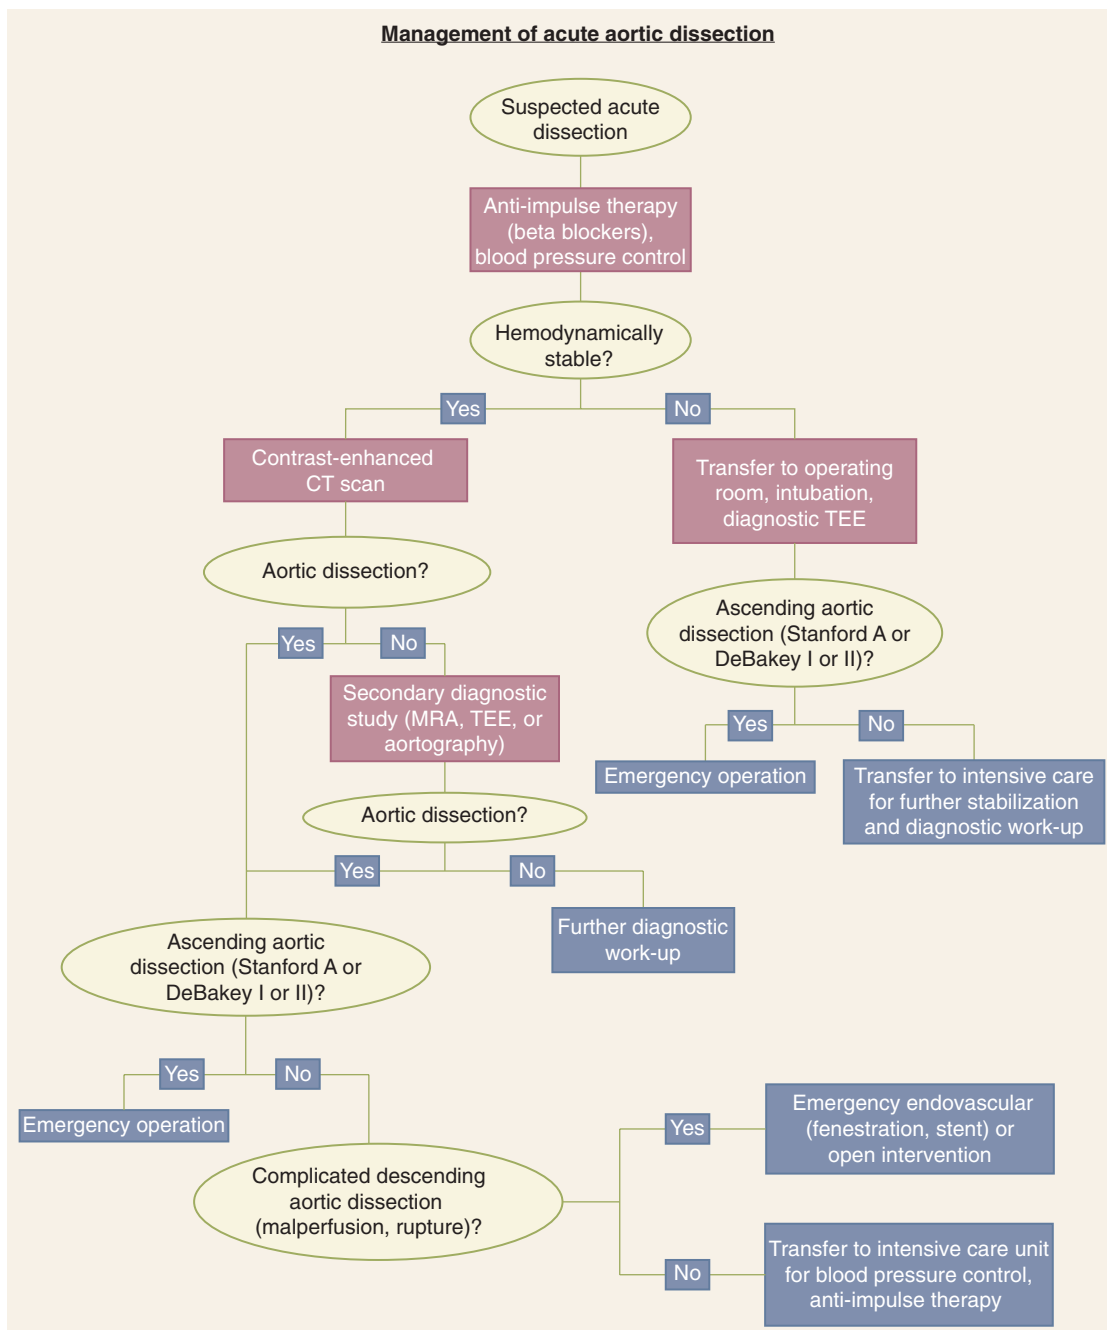 Management of acute aortic dissection
Suspected acute
dissection
Anti-impulse therapy
(beta blockers),
blood pressure control
Hemodynamically
stable?
Yes
No
Contrast-enhanced
CT scan
Transfer to operating
room, intubation,
diagnostic TEE
Aortic dissection?
Ascending aortic
dissection (Stanford A or
DeBakey I or II)?
Yes
No
Secondary diagnostic
study (MRA, TEE, or
aortography)
Yes
No
Emergency operation
Transfer to intensive care
for further stabilization
and diagnostic work-up
Aortic dissection?
Yes
No
Further diagnostic
work-up
Ascending aortic
dissection (Stanford A or
DeBakey I or II)?
Yes
No
Emergency operation
Complicated descending
aortic dissection
(malperfusion, rupture)?
Yes
Emergency endovascular
(fenestration, stent) or
open intervention
No
Transfer to intensive care unit
for blood pressure control,
anti-impulse therapy